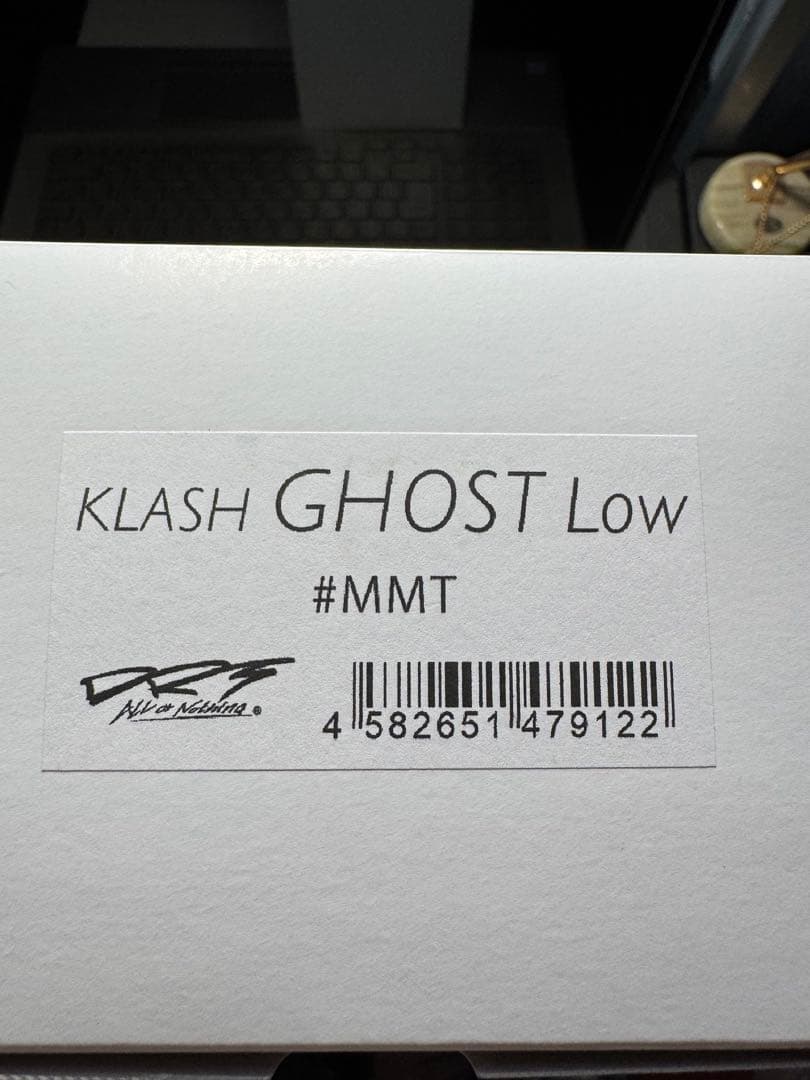 KLASH GHOST Low
#MMT
DRT
All or Nothing ®
4 582651 479122